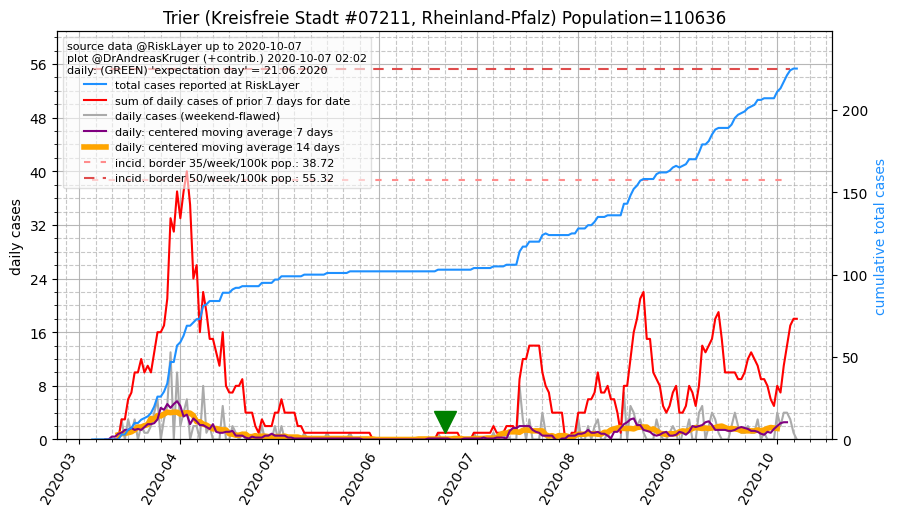 Trier (Kreisfreie Stadt #07211, Rheinland-Pfalz) Population=110636
source data @RiskLayer up to 2020-10-07
plot @DrAndreasKruger (+contrib.) 2020-10-07 02:02
daily: (GREEN) 'expectation day' = 21.06.2020
total cases reported at RiskLayer
sum of daily cases of prior 7 days for date
daily cases (weekend-flawed)
daily: centered moving average 7 days
daily: centered moving average 14 days
incid. border 35/week/100k pop.: 38.72
incid. border 50/week/100k pop.: 55.32
daily cases
56
48
40
32
24
16
8
0
cumulative total cases
200
150
100
50
0
2020-03
2020-04
2020-05
2020-06
2020-07
2020-08
2020-09
2020-10